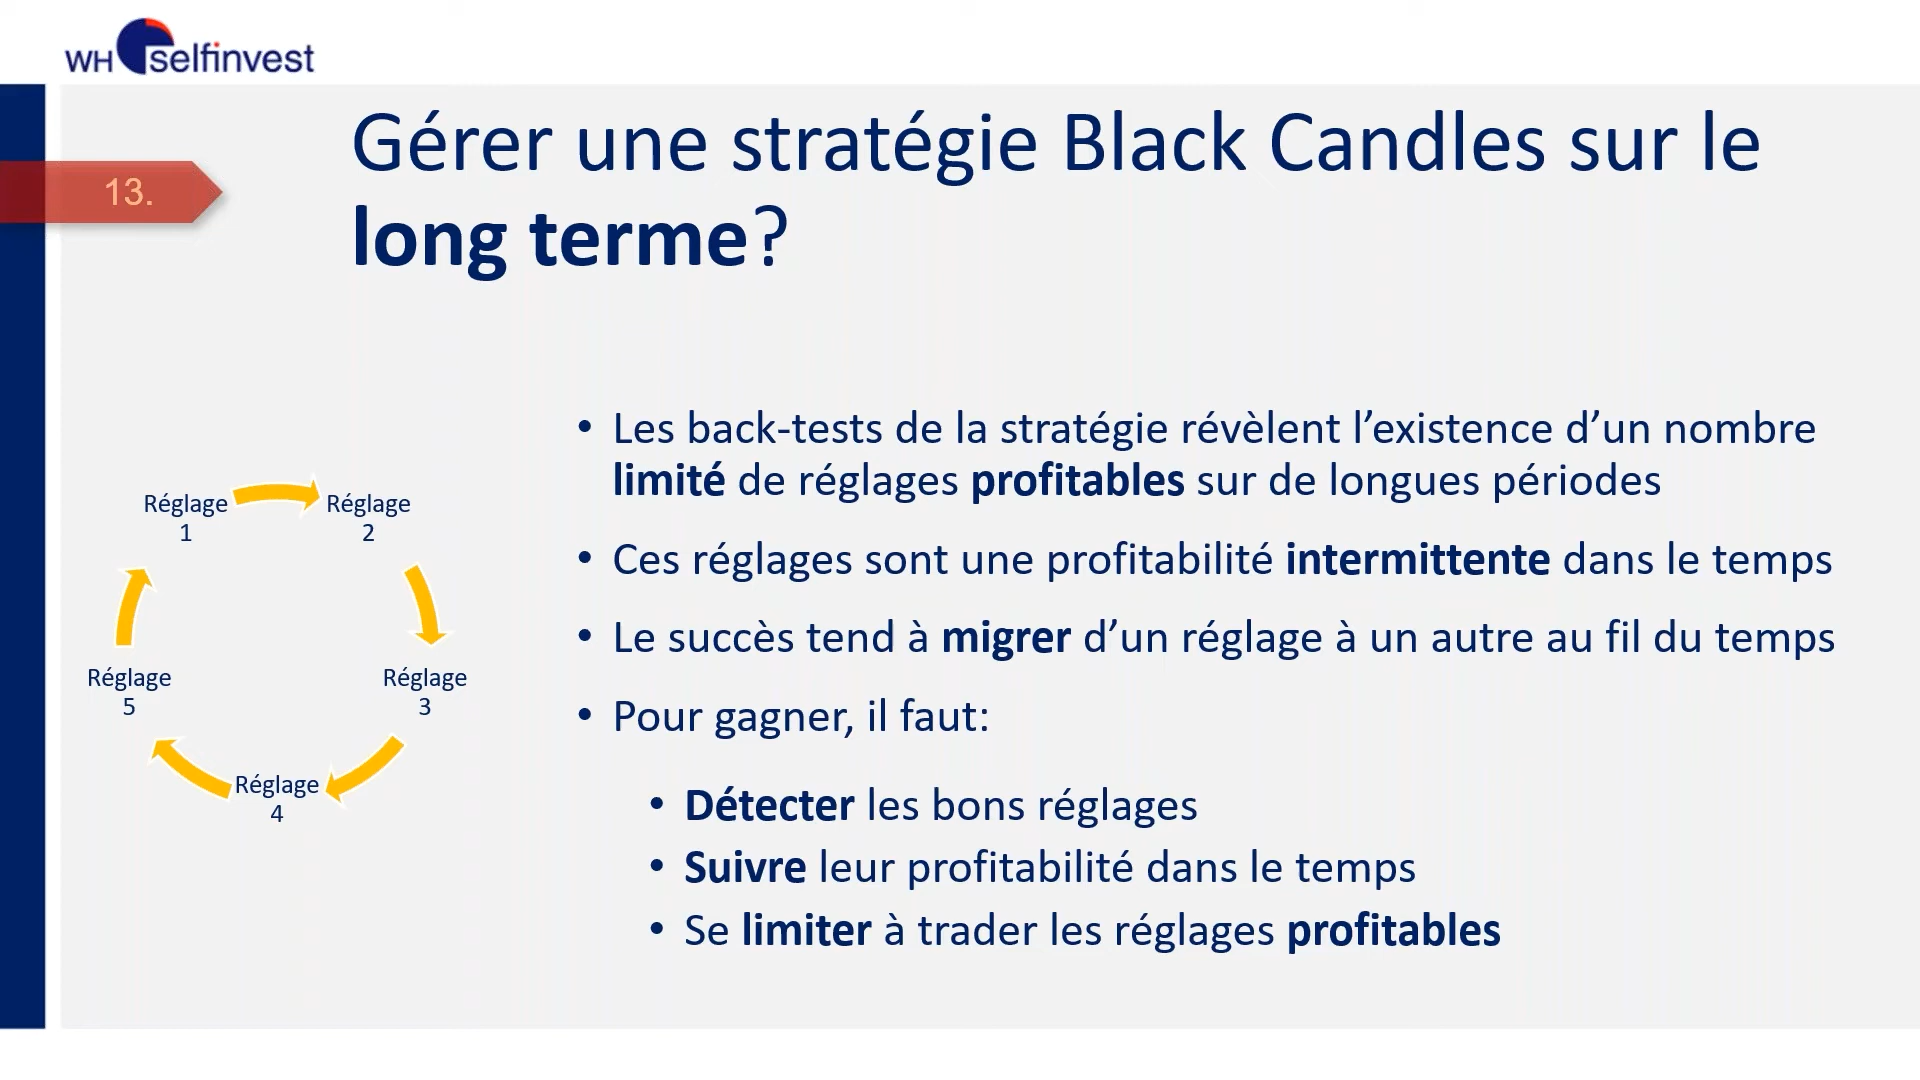 WH selfinvest
13.
Gérer une stratégie Black Candles sur le
long terme?
Réglage
1
Réglage
2
Réglage
3
Réglage
4
Réglage
5
• Les back-tests de la stratégie révèlent l’existence d’un nombre
limité de réglages profitables sur de longues périodes
• Ces réglages sont une profitabilité intermittente dans le temps
• Le succès tend à migrer d’un réglage à un autre au fil du temps
• Pour gagner, il faut:
• Détecter les bons réglages
• Suivre leur profitabilité dans le temps
• Se limiter à trader les réglages profitables